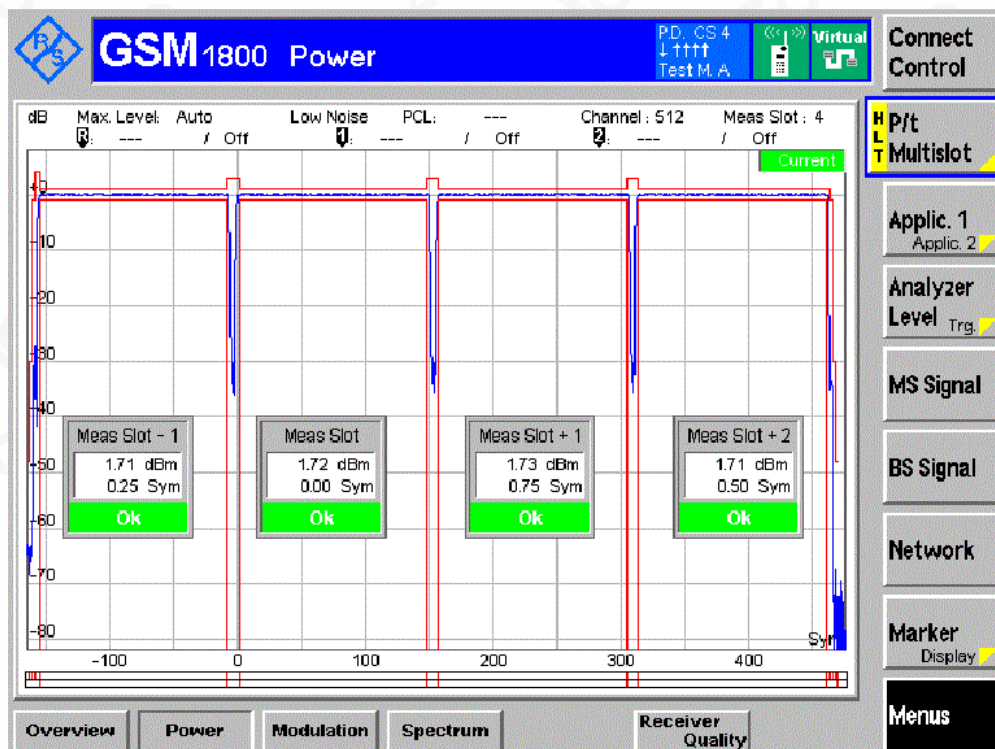 R S
GSM 1800 Power
P.D. CS 4
↓↑↑↑↑
Test M. A.
Virtual
Connect
Control
dB Max. Level: Auto Low Noise PCL: --- Channel : 512 Meas Slot : 4
R: --- / Off 1: --- / Off 2: --- / Off
Current
HLT
P/t
Multislot
Applic. 1
Applic. 2
Analyzer
Level Trg.
MS Signal
BS Signal
Network
Marker
Display
Menus
+0
-10
-20
-30
-40
-50
-60
-70
-80
Meas Slot - 1
1.71 dBm
0.25 Sym
Ok
Meas Slot
1.72 dBm
0.00 Sym
Ok
Meas Slot + 1
1.73 dBm
0.75 Sym
Ok
Meas Slot + 2
1.71 dBm
0.50 Sym
Ok
Sym
-100 0 100 200 300 400
Overview Power Modulation Spectrum Receiver
Quality